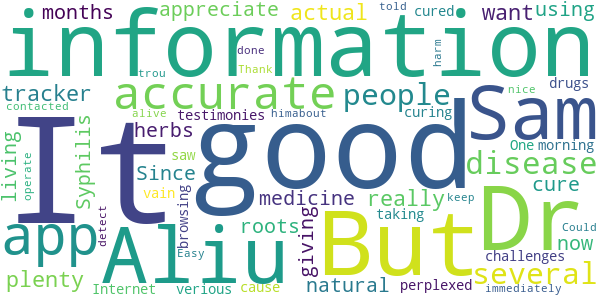 months appreciate actual told cured want using
information
trou done Thank harm
tracker accurate people Sam drugs
contacted alive testimonies himabout curing nice
living operate Syphilis It herbs good One morning
Since saw disease
vain medicine really cure
detect browsing roots giving taking But Dr keep now
app Aliu Easy Could
plenty Internet verious cause natural perplexed challenges several immediately